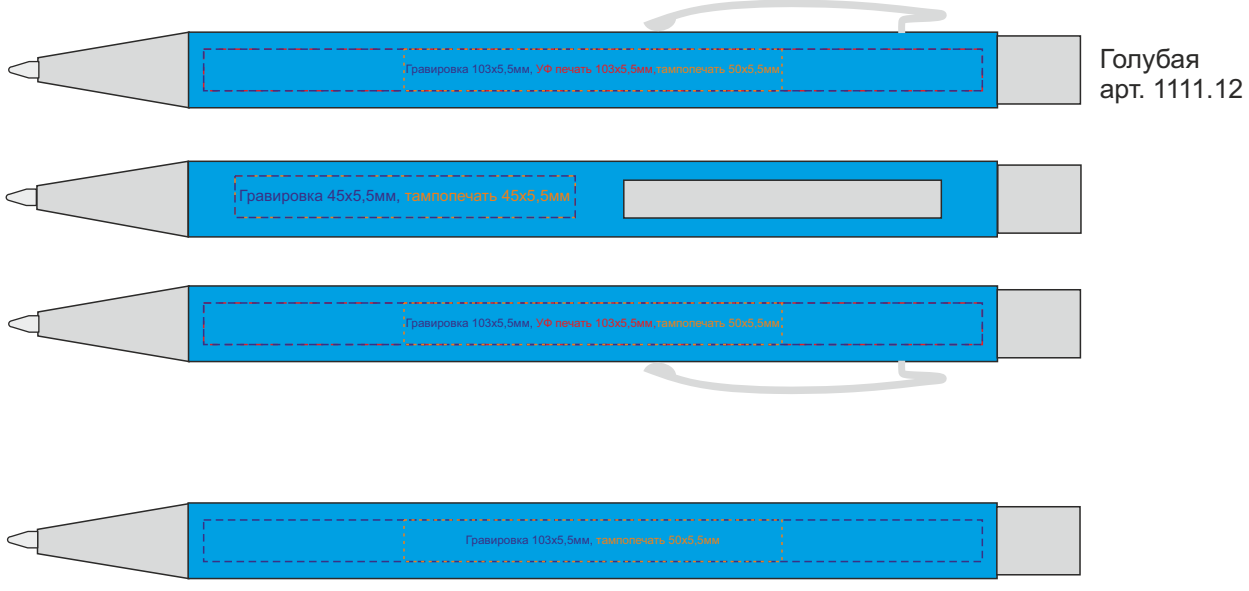 Гравировка 103х5,5мм, УФ печать 103х5,5мм,тампопечать 50х5,5мм
Голубая
арт. 1111.12
Гравировка 45х5,5мм, тампопечать 45х5,5мм
Гравировка 103х5,5мм, УФ печать 103х5,5мм,тампопечать 50х5,5мм
Гравировка 103х5,5мм, тампопечать 50х5,5мм